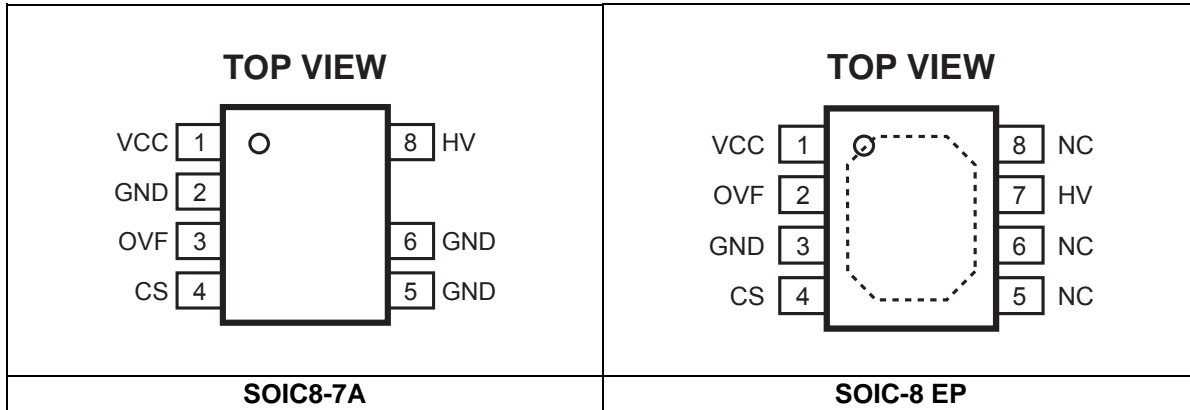 TOP VIEW
VCC 1 8 HV
GND 2
OVF 3 6 GND
CS 4 5 GND
SOIC8-7A
TOP VIEW
VCC 1 8 NC
OVF 2 7 HV
GND 3 6 NC
CS 4 5 NC
SOIC-8 EP